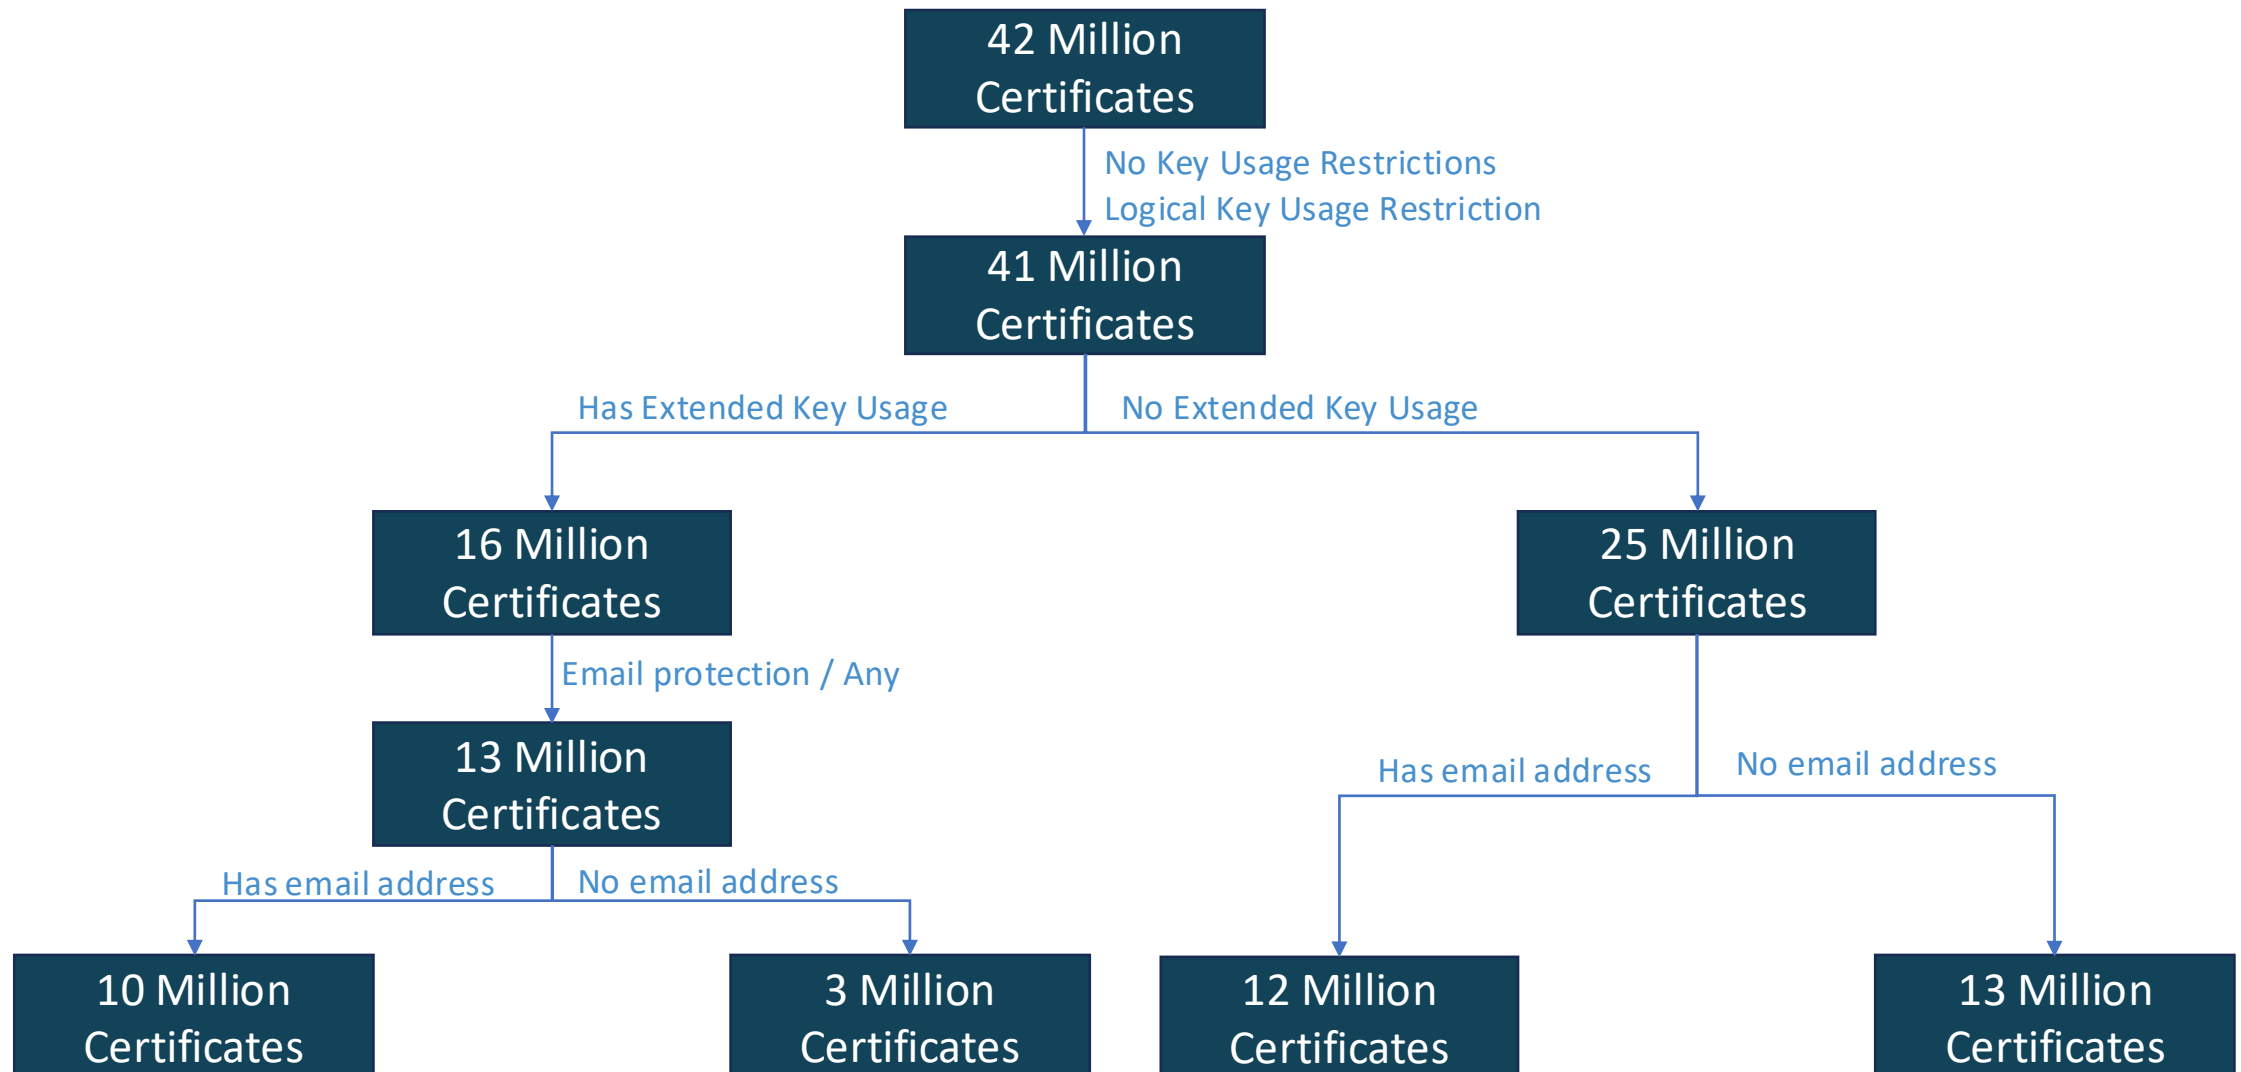 42 Million
Certificates
No Key Usage Restrictions
Logical Key Usage Restriction
41 Million
Certificates
Has Extended Key Usage
No Extended Key Usage
16 Million
Certificates
25 Million
Certificates
Email protection / Any
13 Million
Certificates
Has email address
No email address
Has email address
No email address
10 Million
Certificates
3 Million
Certificates
12 Million
Certificates
13 Million
Certificates